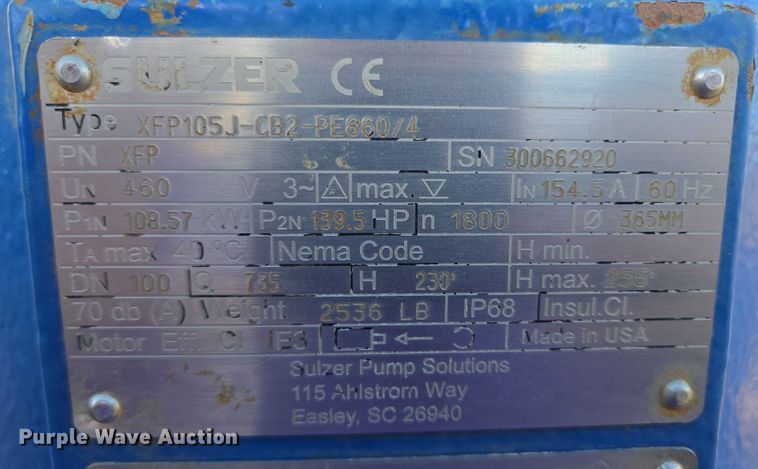 SULZER CE
Type XFP105J-CB2-PE860/4
PN XFP SN 300662920
UN 460 V 3~ max. IN 154.5 A 60 Hz
P1N 108.57 kW P2N 139.5 HP n 1800 Ø 365MM
TA max 40 °C Nema Code H min.
DN 100 Q 735 H 230' H max. 255'
70 db (A) Weight 2536 LB IP68 Insul.Cl.
Motor Eff. Cl IE3 Made in USA
Sulzer Pump Solutions
115 Ahlstrom Way
Easley, SC 26940
Purple Wave Auction